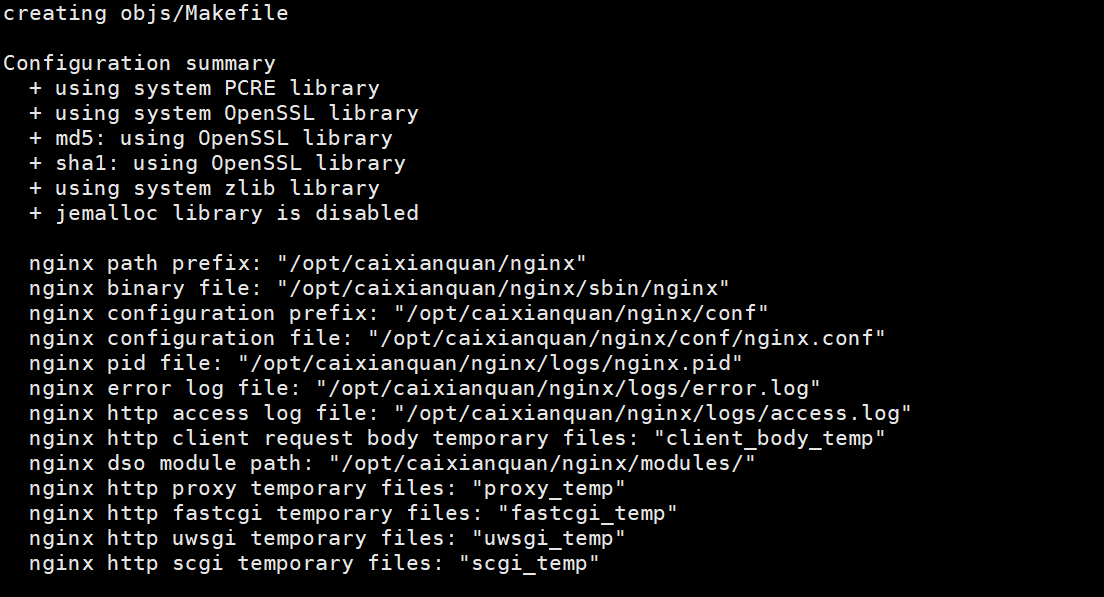 creating objs/Makefile
Configuration summary
+ using system PCRE library
+ using system OpenSSL library
+ md5: using OpenSSL library
+ sha1: using OpenSSL library
+ using system zlib library
+ jemalloc library is disabled
nginx path prefix: "/opt/caixianquan/nginx"
nginx binary file: "/opt/caixianquan/nginx/sbin/nginx"
nginx configuration prefix: "/opt/caixianquan/nginx/conf"
nginx configuration file: "/opt/caixianquan/nginx/conf/nginx.conf"
nginx pid file: "/opt/caixianquan/nginx/logs/nginx.pid"
nginx error log file: "/opt/caixianquan/nginx/logs/error.log"
nginx http access log file: "/opt/caixianquan/nginx/logs/access.log"
nginx http client request body temporary files: "client_body_temp"
nginx dso module path: "/opt/caixianquan/nginx/modules/"
nginx http proxy temporary files: "proxy_temp"
nginx http fastcgi temporary files: "fastcgi_temp"
nginx http uwsgi temporary files: "uwsgi_temp"
nginx http scgi temporary files: "scgi_temp"